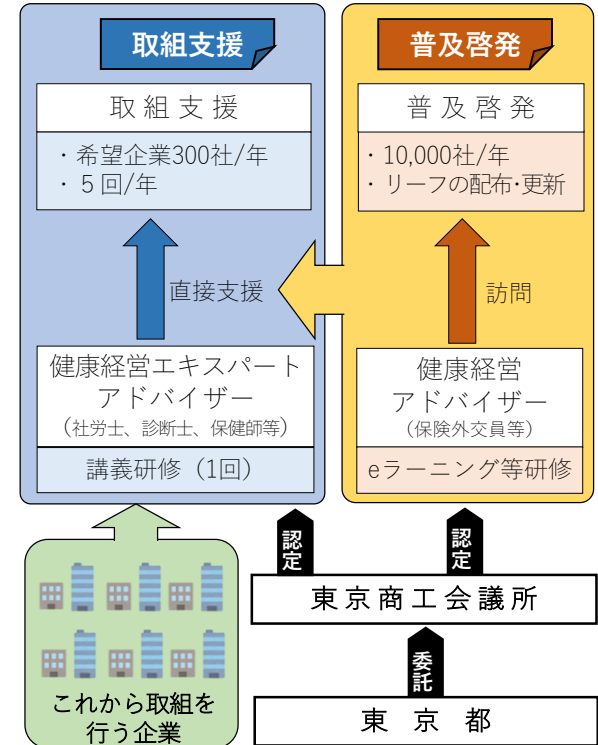 取組支援
取組支援
・希望企業300社/年
・５回/年
直接支援
健康経営エキスパート
アドバイザー
（社労士、診断士、保健師等）
講義研修（1回）
普及啓発
普及啓発
・10,000社/年
・リーフの配布・更新
訪問
健康経営
アドバイザー
（保険外交員等）
eラーニング等研修
認定
認定
東京商工会議所
委託
東京都
これから取組を
行う企業